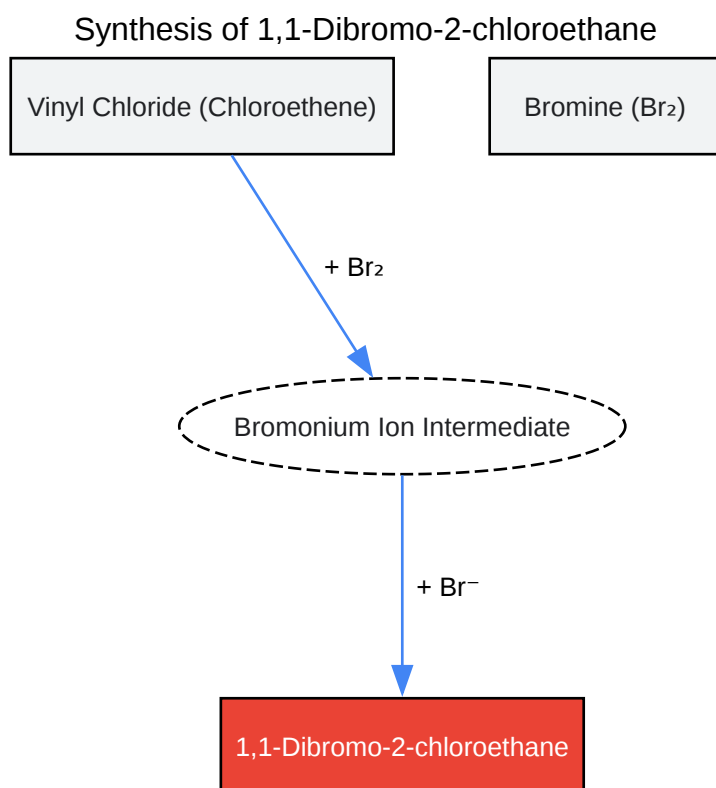 Synthesis of 1,1-Dibromo-2-chloroethane
Vinyl Chloride (Chloroethene)
Bromine (Br₂)
+ Br₂
Bromonium Ion Intermediate
+ Br⁻
1,1-Dibromo-2-chloroethane